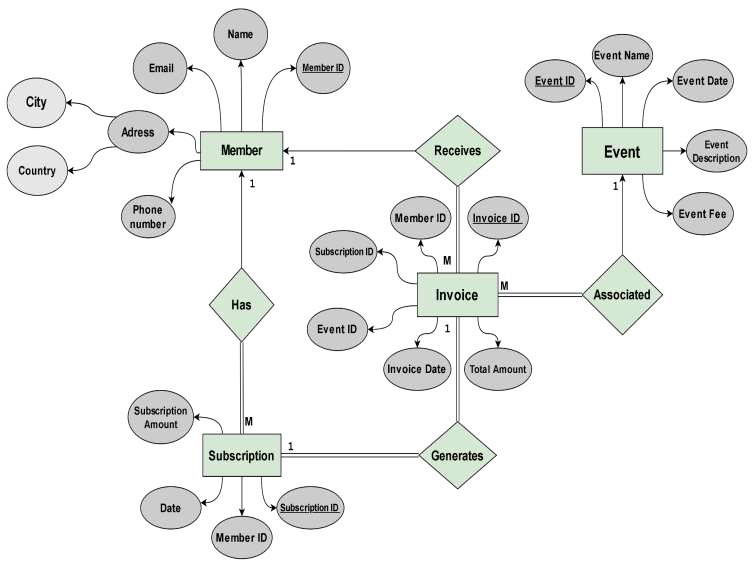 Name
Event Name
Email
Member ID
Event ID
Event Date
City
Adress
Member
1
Receives
Event
Event
Description
Country
1
1
Phone
number
Member ID
Invoice ID
Event Fee
Subscription ID
M
Has
Invoice
M
Associated
Event ID
1
Invoice Date
Total Amount
Subscription
Amount
M
Subscription
1
Generates
Date
Subscription ID
Member ID